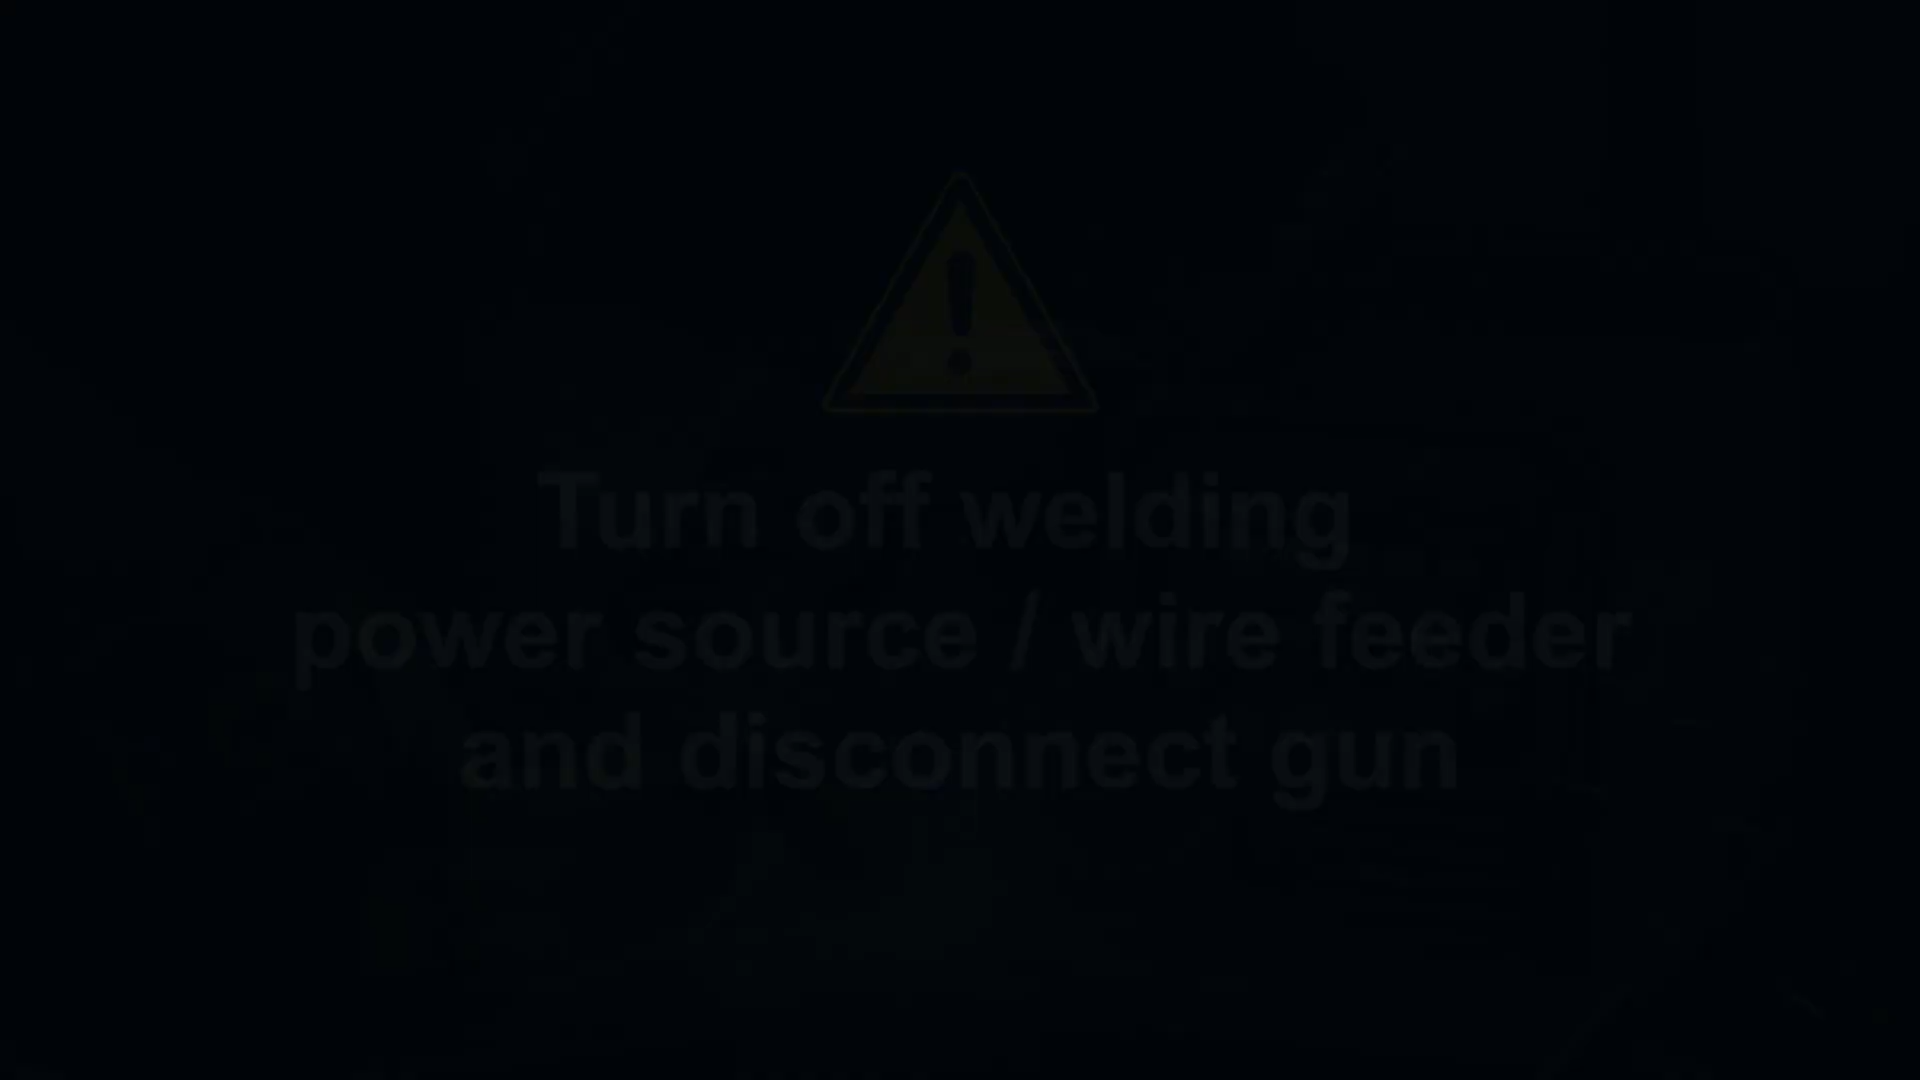 Turn off welding
power source / wire feeder
and disconnect gun